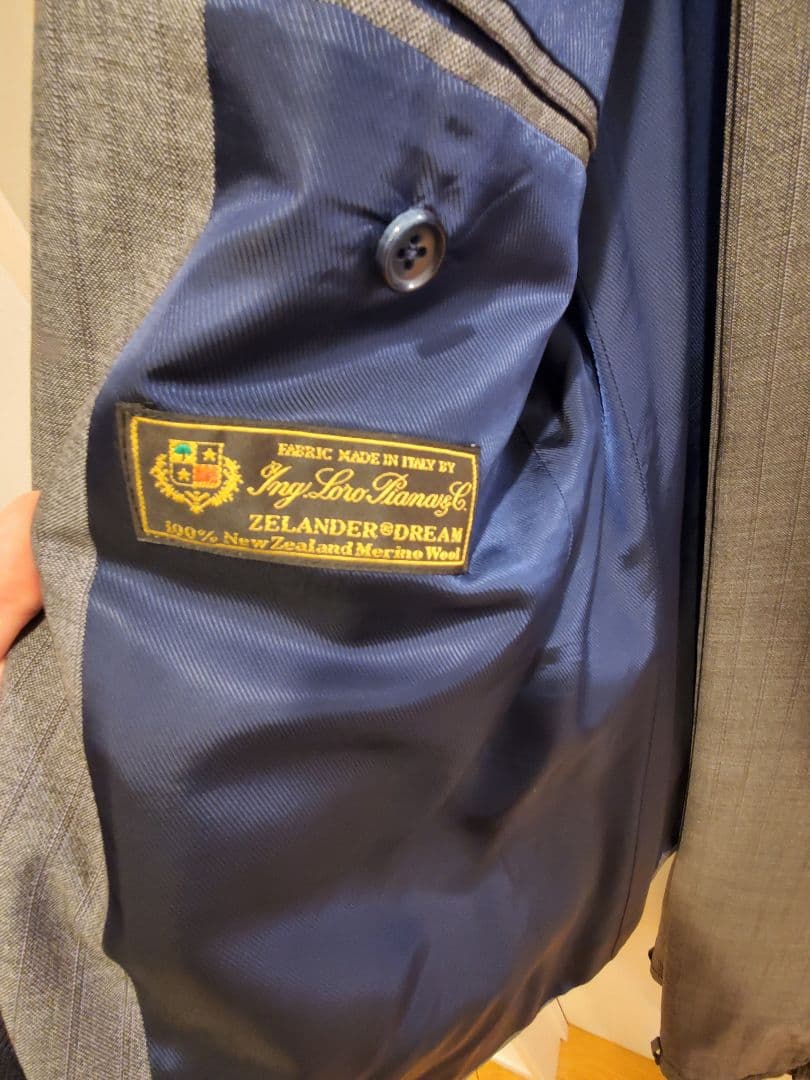 FABRIC MADE IN ITALY BY
Ing. Loro Piana & C.
ZELANDER® DREAM
100% New Zealand Merino Wool